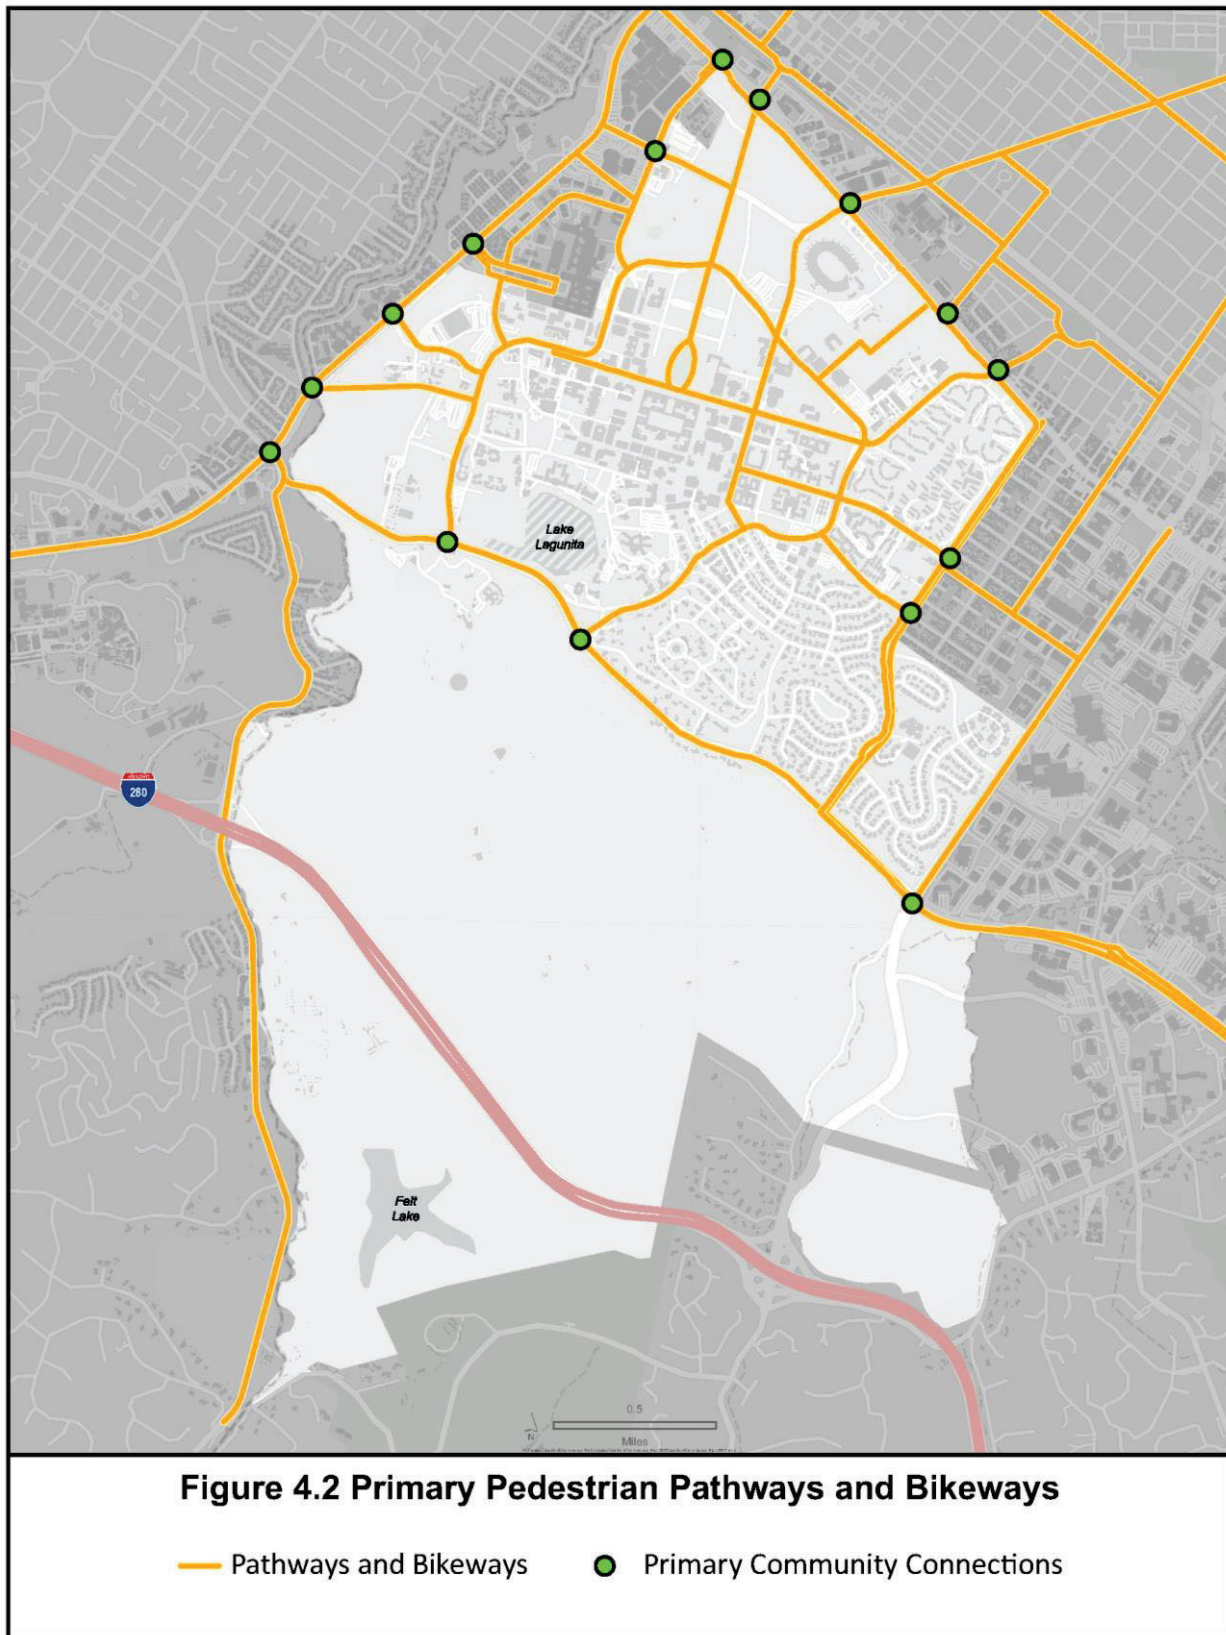 Lake
Lagunita
280
Felt
Lake
0.5
N
Miles
Figure 4.2 Primary Pedestrian Pathways and Bikeways
Pathways and Bikeways
Primary Community Connections